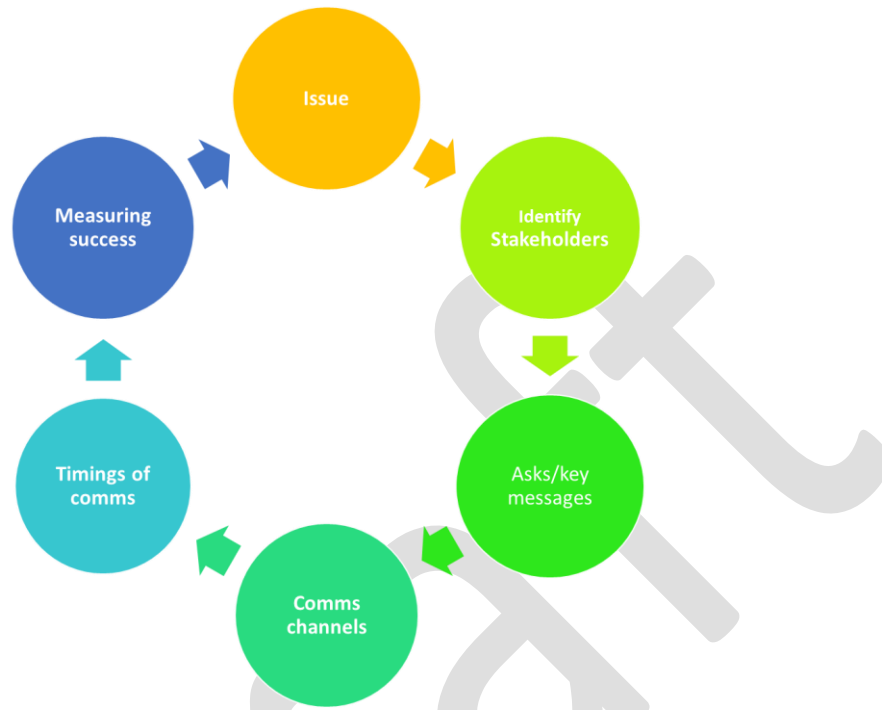 Issue
Identify
Stakeholders
Asks/key
messages
Comms
channels
Timings of
comms
Measuring
success